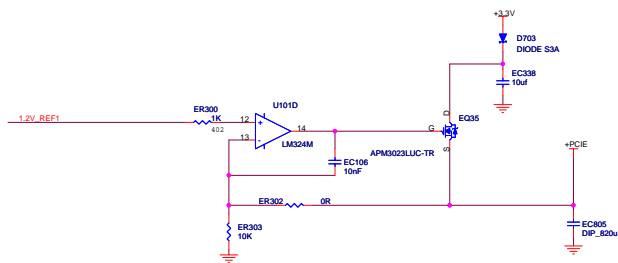 +3.3V
D703
DIODE S3A
EC338
10uf
U101D
ER300
1K
402
1.2V_REF1
12
+
13
-
14
LM324M
D
G
S
EQ35
APM3023LUC-TR
EC106
10nF
+PCIE
ER302
0R
ER303
10K
EC805
DIP_820u